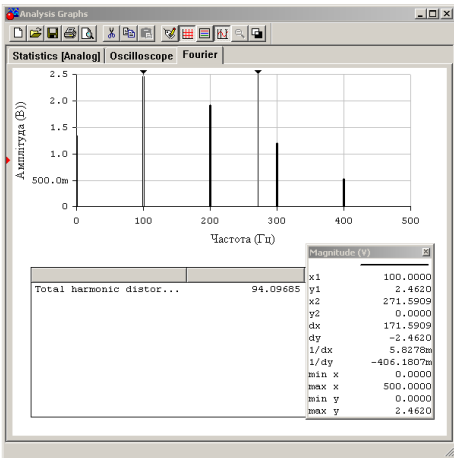 Analysis Graphs
Statistics [Analog] Oscilloscope Fourier
2.5
2.0
1.5
1.0
500.0m
0
Амплітуда (В))
0 100 200 300 400 500
Частота (Гц)
Total harmonic distor... 94.09685
Magnitude (V)
x1 100.0000
y1 2.4620
x2 271.5909
y2 0.0000
dx 171.5909
dy -2.4620
1/dx 5.8278m
1/dy -406.1807m
min x 0.0000
max x 500.0000
min y 0.0000
max y 2.4620